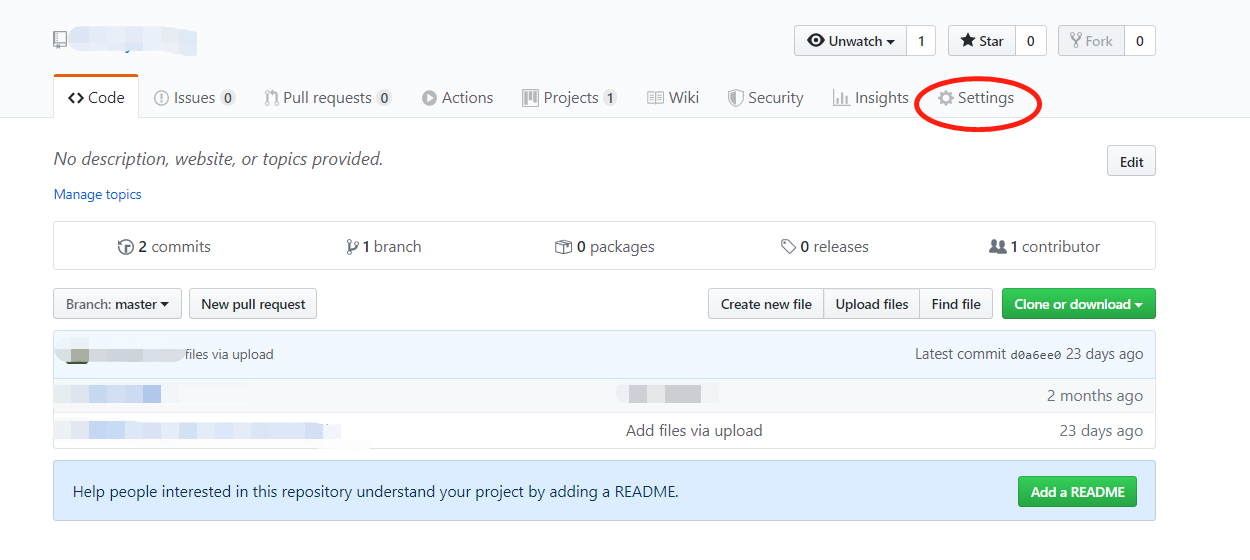 Unwatch 1 Star 0 Fork 0
Code Issues 0 Pull requests 0 Actions Projects 1 Wiki Security Insights Settings
No description, website, or topics provided.
Edit
Manage topics
2 commits 1 branch 0 packages 0 releases 1 contributor
Branch: master New pull request Create new file Upload files Find file Clone or download
files via upload Latest commit d0a6ee0 23 days ago
2 months ago
Add files via upload 23 days ago
Help people interested in this repository understand your project by adding a README. Add a README